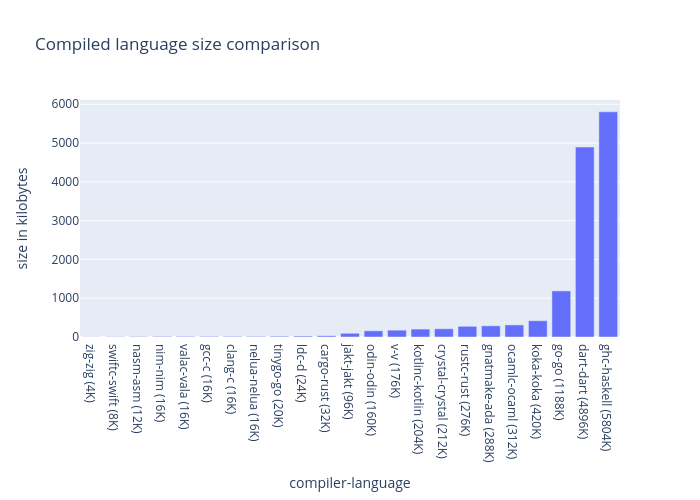 Compiled language size comparison
size in kilobytes
6000
5000
4000
3000
2000
1000
0
zig-zig (4K)
swiftc-swift (8K)
nasm-asm (12K)
nim-nim (16K)
valac-vala (16K)
gcc-c (16K)
clang-c (16K)
nelua-nelua (16K)
tinygo-go (20K)
ldc-d (24K)
cargo-rust (32K)
jakt-jakt (96K)
odin-odin (160K)
v-v (176K)
kotlinc-kotlin (204K)
crystal-crystal (212K)
rustc-rust (276K)
gnatmake-ada (288K)
ocamlc-ocaml (312K)
koka-koka (420K)
go-go (1188K)
dart-dart (4896K)
ghc-haskell (5804K)
compiler-language